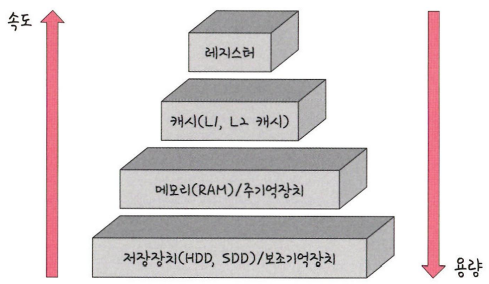 속도
레지스터
캐시(L1, L2 캐시)
메모리(RAM)/주기억장치
저장장치(HDD, SDD)/보조기억장치
용량